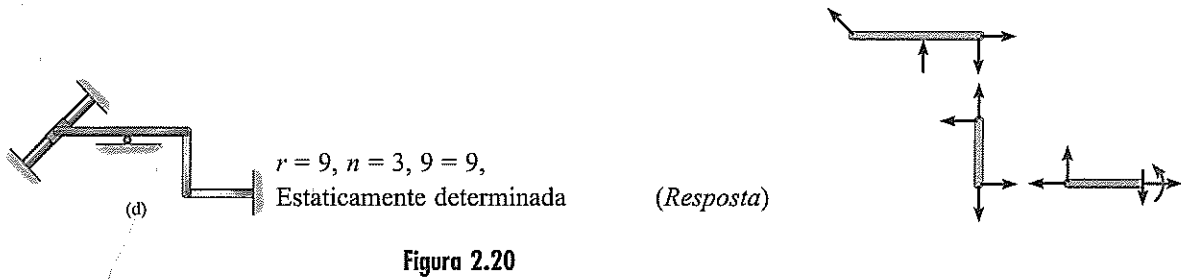 r = 9, n = 3, 9 = 9,
Estaticamente determinada (Resposta)
(d)
Figura 2.20